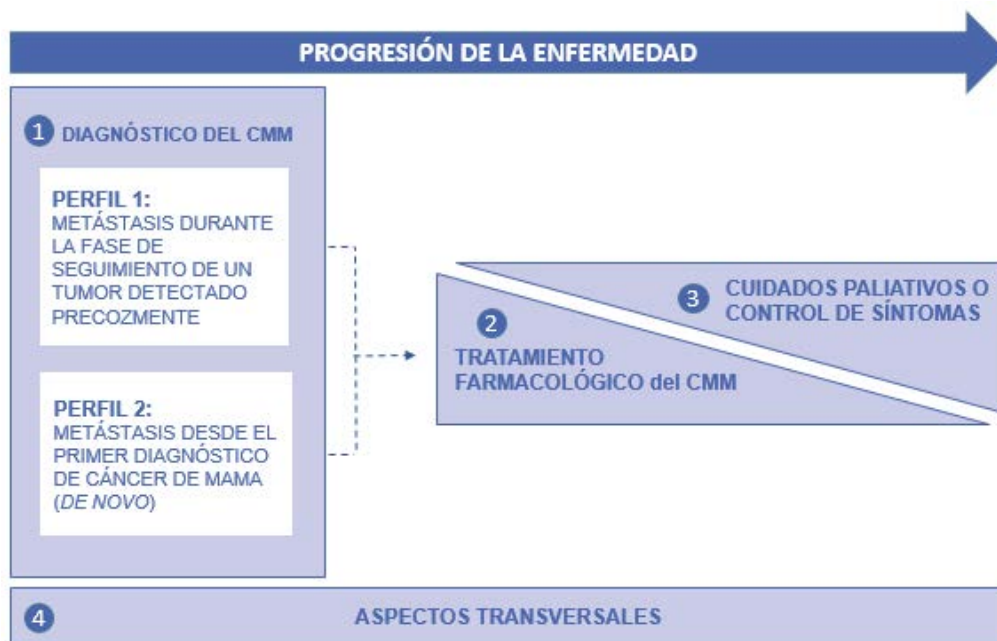 PROGRESIÓN DE LA ENFERMEDAD
1 DIAGNÓSTICO DEL CMM
PERFIL 1:
METÁSTASIS DURANTE
LA FASE DE
SEGUIMIENTO DE UN
TUMOR DETECTADO
PRECOZMENTE
PERFIL 2:
METÁSTASIS DESDE EL
PRIMER DIAGNÓSTICO
DE CÁNCER DE MAMA
(DE NOVO)
2
TRATAMIENTO
FARMACOLÓGICO del CMM
3 CUIDADOS PALIATIVOS O
CONTROL DE SÍNTOMAS
4 ASPECTOS TRANSVERSALES